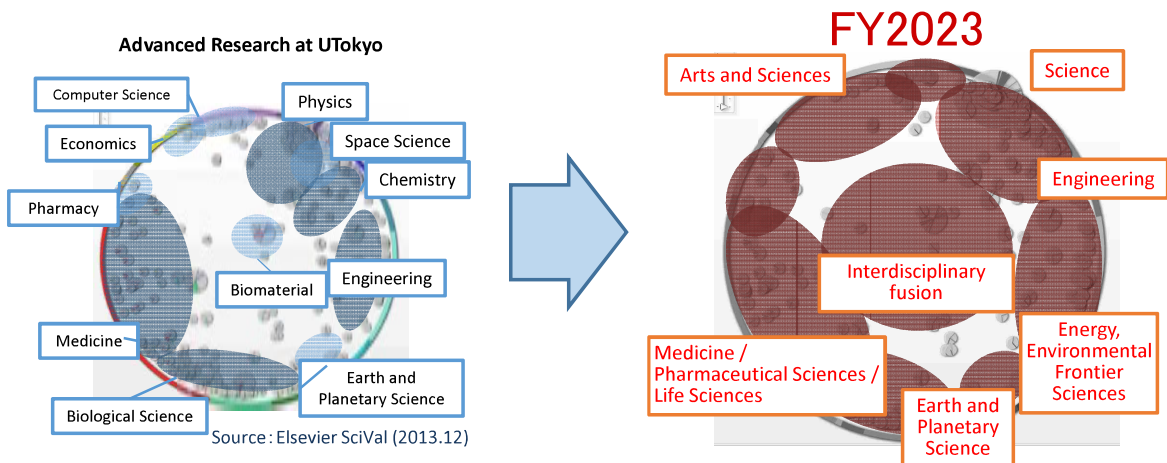 Advanced Research at UTokyo
Computer Science
Physics
Economics
Space Science
Chemistry
Pharmacy
Biomaterial
Engineering
Medicine
Earth and
Planetary Science
Biological Science
Source : Elsevier SciVal (2013.12)
FY2023
Arts and Sciences
Science
Engineering
Interdisciplinary
fusion
Medicine /
Pharmaceutical Sciences /
Life Sciences
Energy,
Environmental
Frontier
Sciences
Earth and
Planetary
Science